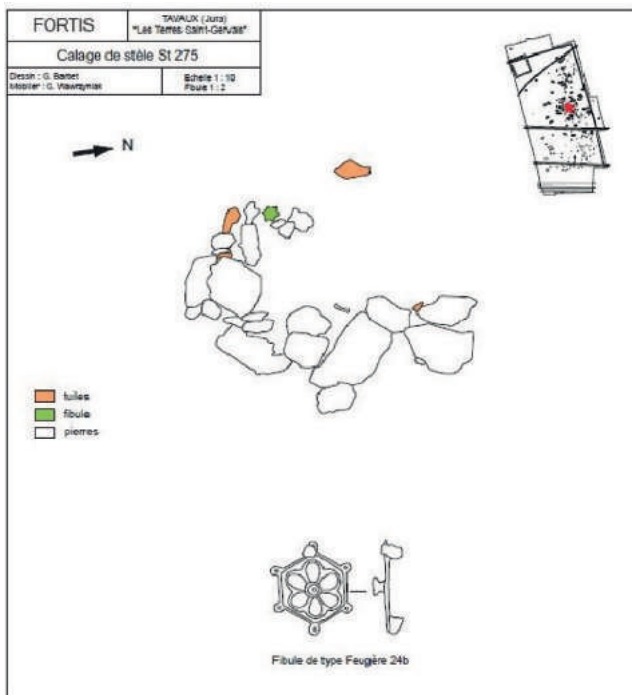 FORTIS
TAVAUX (Jura)
"Les Terres Saint-Gervais"
Calage de stèle St 275
Dessin : G. Barbet
Mobilier : G. Wawrzyniak
Echelle 1 : 10
Fibule 1 : 2
N
tuiles
fibule
pierres
Fibule de type Feugère 24b